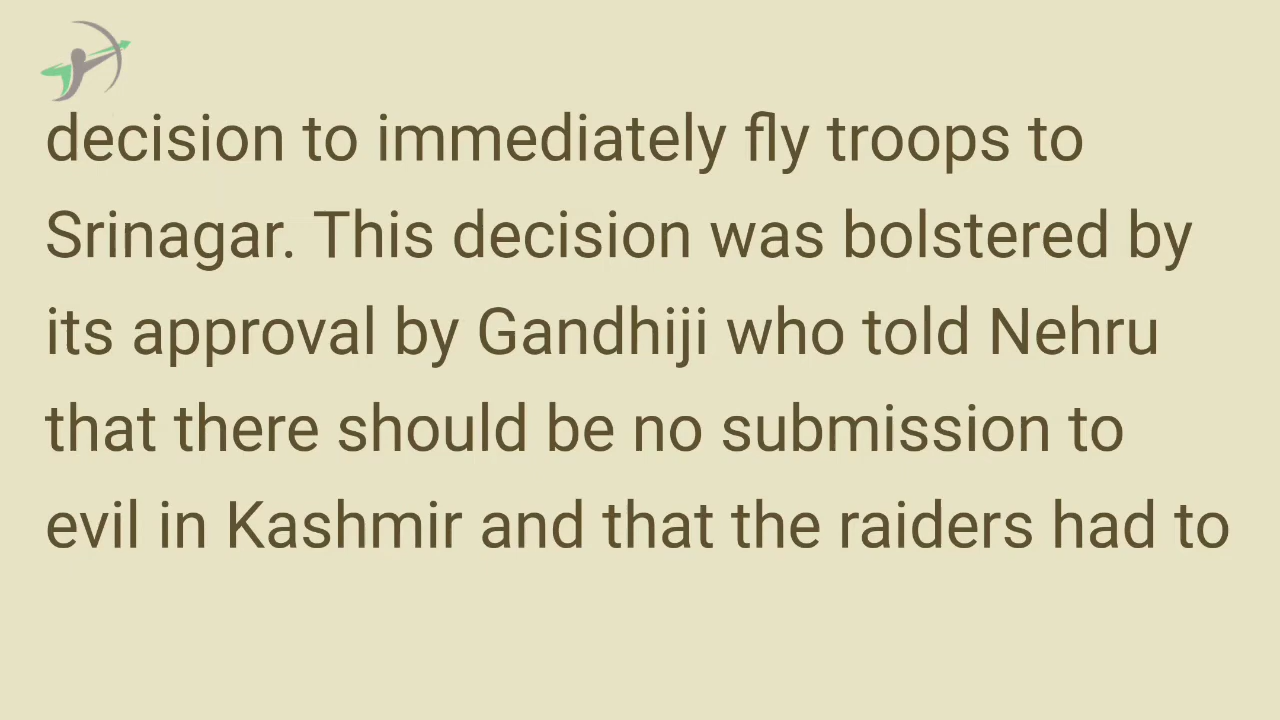 decision to immediately fly troops to
Srinagar. This decision was bolstered by
its approval by Gandhiji who told Nehru
that there should be no submission to
evil in Kashmir and that the raiders had to